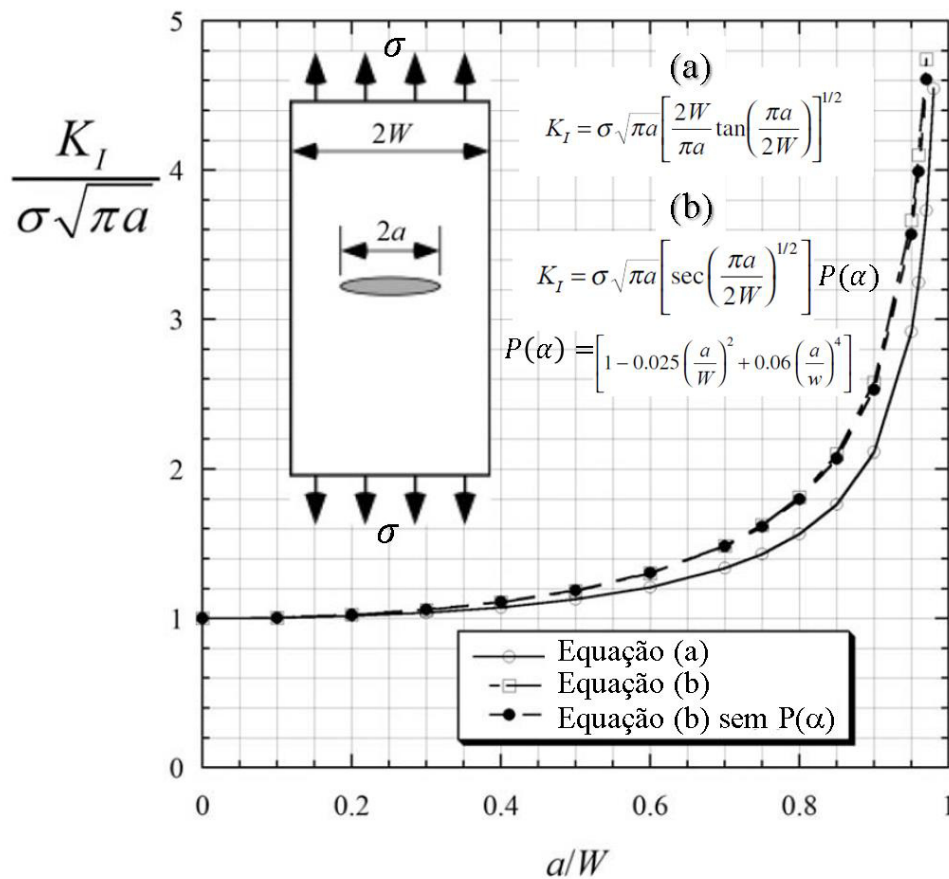 5
4
3
2
1
0
0
0.2
0.4
0.6
0.8
1
K_I / σ√πa
a/W
σ
2W
2a
σ
(a)
K_I = σ√πa [ 2W/πa tan( πa/2W ) ]^1/2
(b)
K_I = σ√πa [ sec( πa/2W )^1/2 ] P(α)
P(α) = [ 1 − 0.025 ( a/W )^2 + 0.06 ( a/w )^4 ]
Equação (a)
Equação (b)
Equação (b) sem P(α)